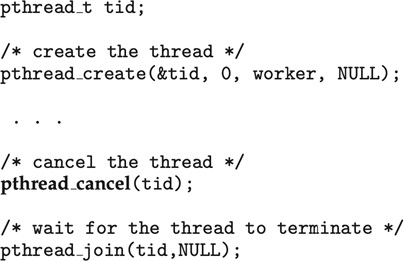 pthread_t tid;
/* create the thread */
pthread_create(&tid, 0, worker, NULL);
. . .
/* cancel the thread */
pthread_cancel(tid);
/* wait for the thread to terminate */
pthread_join(tid,NULL);